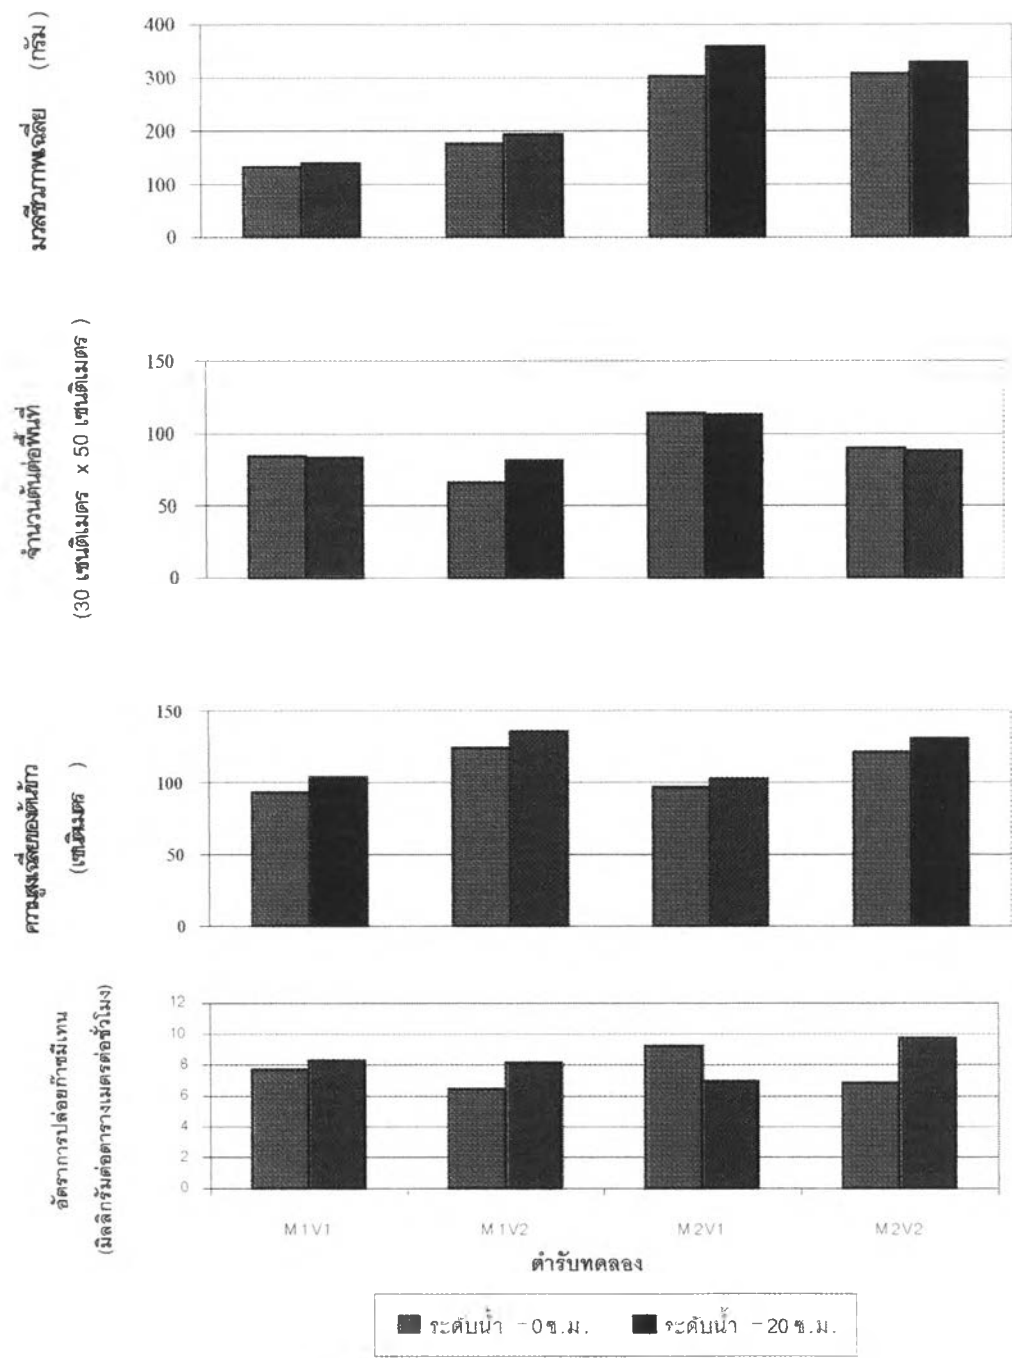 มวลชีวภาพเฉลี่ย (กรัม)
400
300
200
100
0
จำนวนต้นต่อพื้นที่
(30 เซนติเมตร x 50 เซนติเมตร)
150
100
50
0
ความสูงเฉลี่ยของต้นข้าว
(เซนติเมตร)
150
100
50
0
อัตราการปล่อยก๊าซมีเทน
(มิลลิกรัมต่อตารางเมตรต่อชั่วโมง)
12
10
8
6
4
2
0
M1V1 M1V2 M2V1 M2V2
ตำรับทดลอง
ระดับน้ำ -0 ซ.ม. ระดับน้ำ -20 ซ.ม.